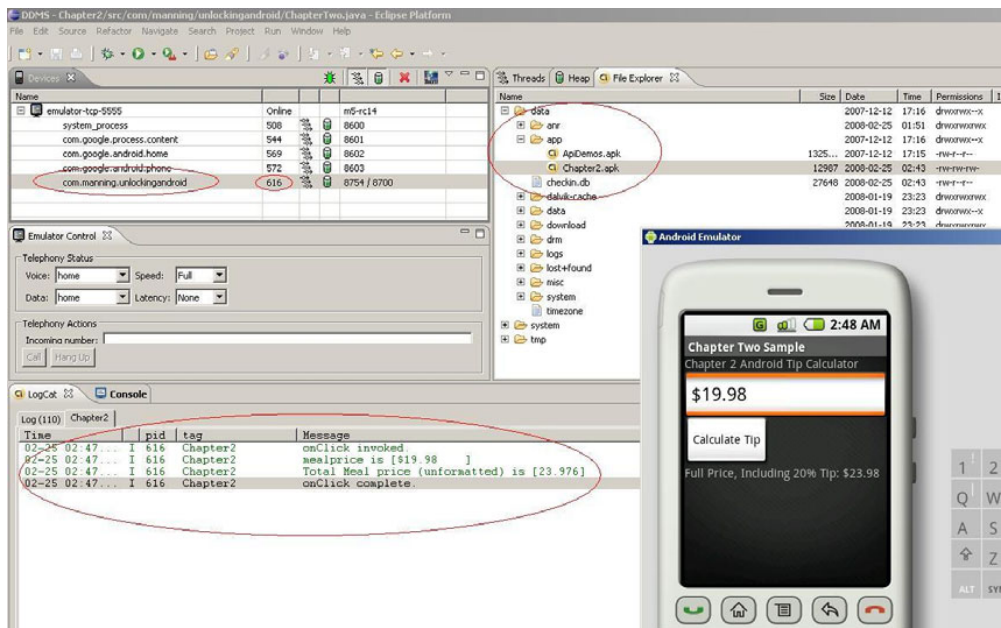 DDMS - Chapter2/src/com/manning/unlockingandroid/ChapterTwo.java - Eclipse Platform
File Edit Source Refactor Navigate Search Project Run Window Help
Devices
Name
emulator-tcp-5555 Online m5-rc14
system_process 508 8600
com.google.process.content 544 8601
com.google.android.home 569 8602
com.google.android.phone 572 8603
com.manning.unlockingandroid 616 8754 / 8700
Emulator Control
Telephony Status
Voice: home Speed: Full
Data: home Latency: None
Telephony Actions
Incoming number:
Call Hang Up
Threads Heap File Explorer
Name Size Date Time Permissions I
data 2007-12-12 17:16 drwxrwx--x
anr 2008-02-25 01:51 drwxrwxrwx
app 2007-12-12 17:16 drwxrwx--x
ApiDemos.apk 1325... 2007-12-12 17:15 -rw-r--r--
Chapter2.apk 12987 2008-02-25 02:43 -rw-rw-rw-
checkin.db 27648 2008-02-25 02:43 -rw-r--r--
dalvik-cache 2008-01-19 23:23 drwxrwxrwx
data 2008-01-19 23:23 drwxrwx--x
download 2008-01-19 23:23 drwxrwxrwx
drm
logs
lost+found
misc
system
timezone
system
tmp
Android Emulator
G 2:48 AM
Chapter Two Sample
Chapter 2 Android Tip Calculator
$19.98
Calculate Tip
Full Price, Including 20% Tip: $23.98
1 ! 2
Q W
A S
Z
ALT SY
LogCat Console
Log (110) Chapter2
Time pid tag Message
02-25 02:47... I 616 Chapter2 onClick invoked.
02-25 02:47... I 616 Chapter2 mealprice is [$19.98 ]
02-25 02:47... I 616 Chapter2 Total Meal price (unformatted) is [23.976]
02-25 02:47... I 616 Chapter2 onClick complete.